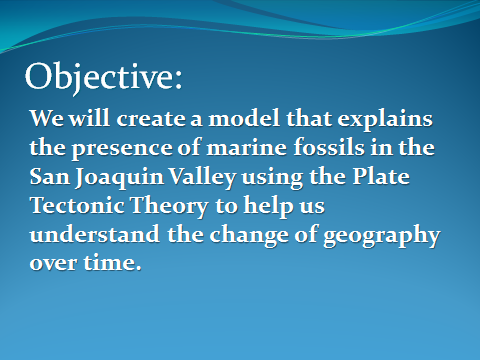 Objective:
We will create a model that explains
the presence of marine fossils in the
San Joaquin Valley using the Plate
Tectonic Theory to help us
understand the change of geography
over time.